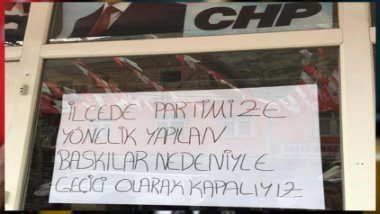 CHP
İLÇEDE PARTİMİZE
YÖNELİK YAPILAN
BASKILAR NEDENİYLE
GEÇİCİ OLARAK KAPALIYIZ